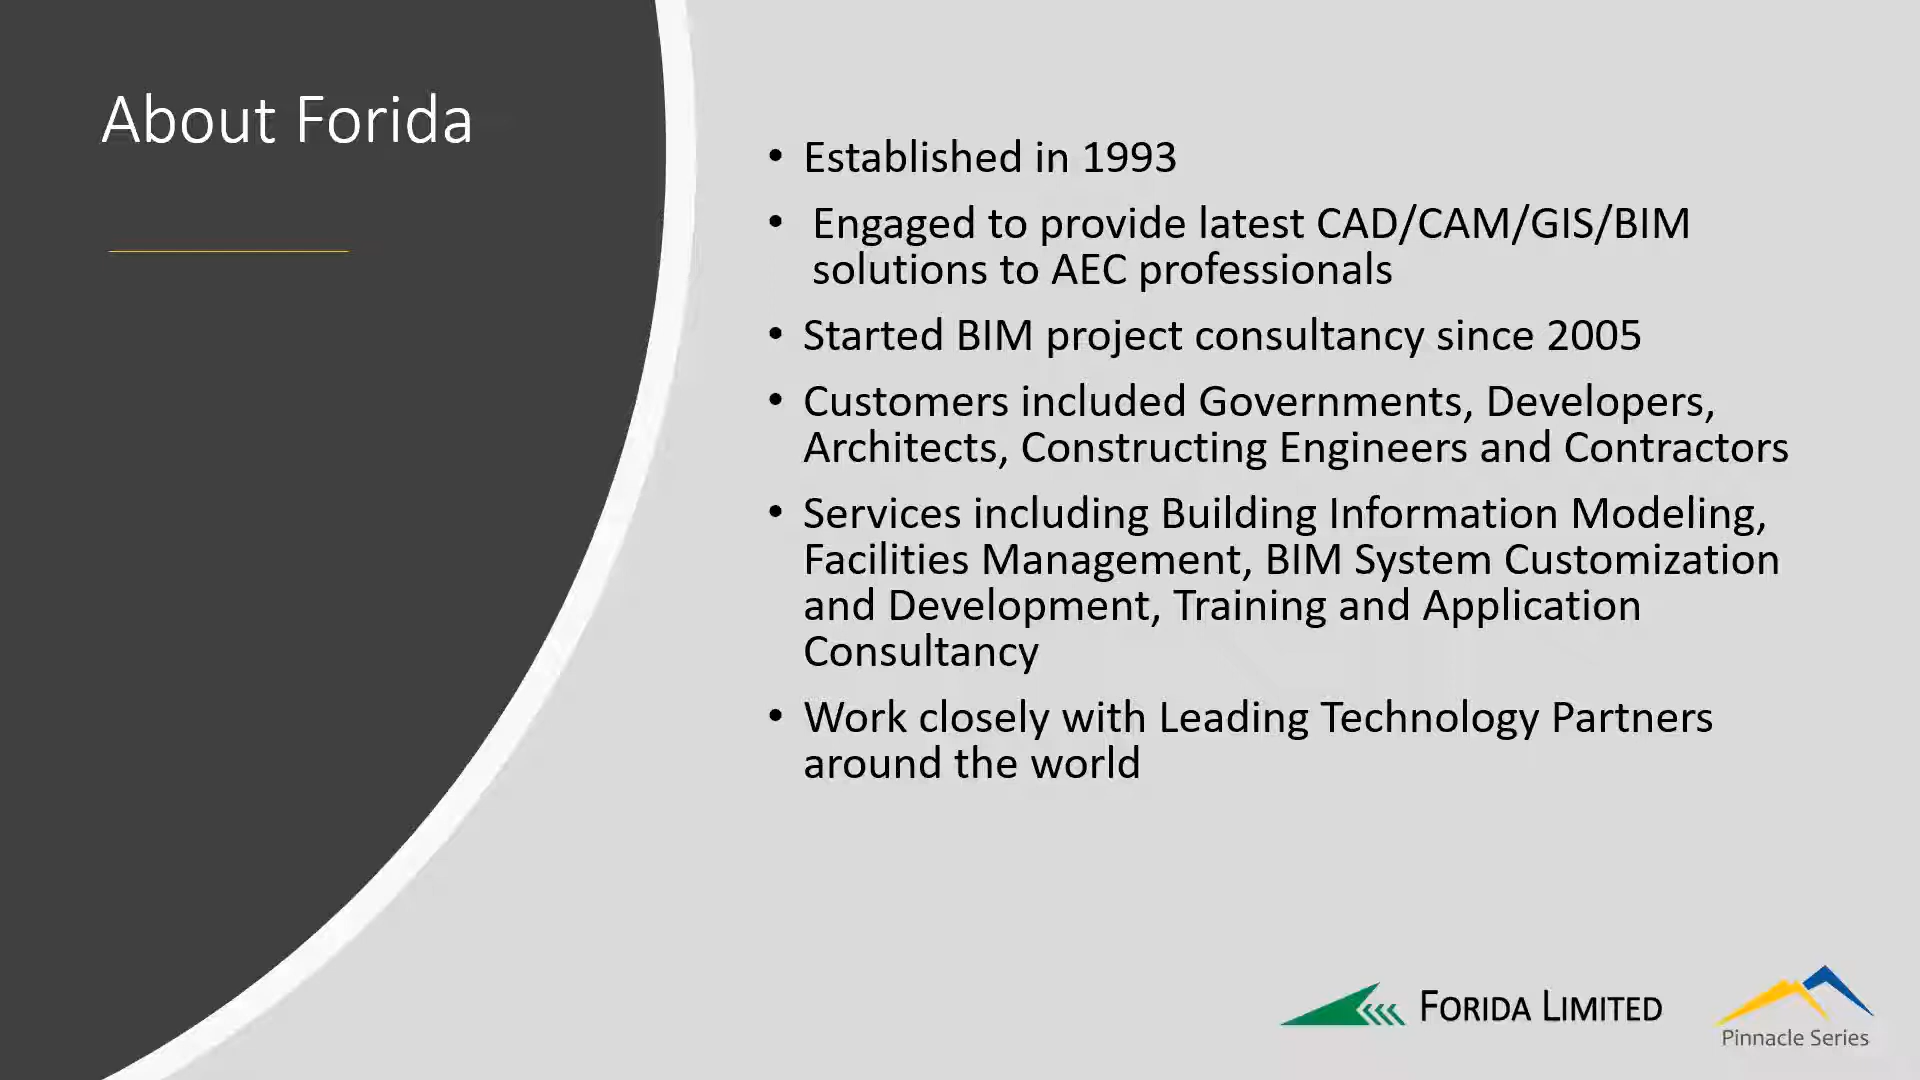 About Forida
• Established in 1993
• Engaged to provide latest CAD/CAM/GIS/BIM
solutions to AEC professionals
• Started BIM project consultancy since 2005
• Customers included Governments, Developers,
Architects, Constructing Engineers and Contractors
• Services including Building Information Modeling,
Facilities Management, BIM System Customization
and Development, Training and Application
Consultancy
• Work closely with Leading Technology Partners
around the world
FORIDA LIMITED
Pinnacle Series